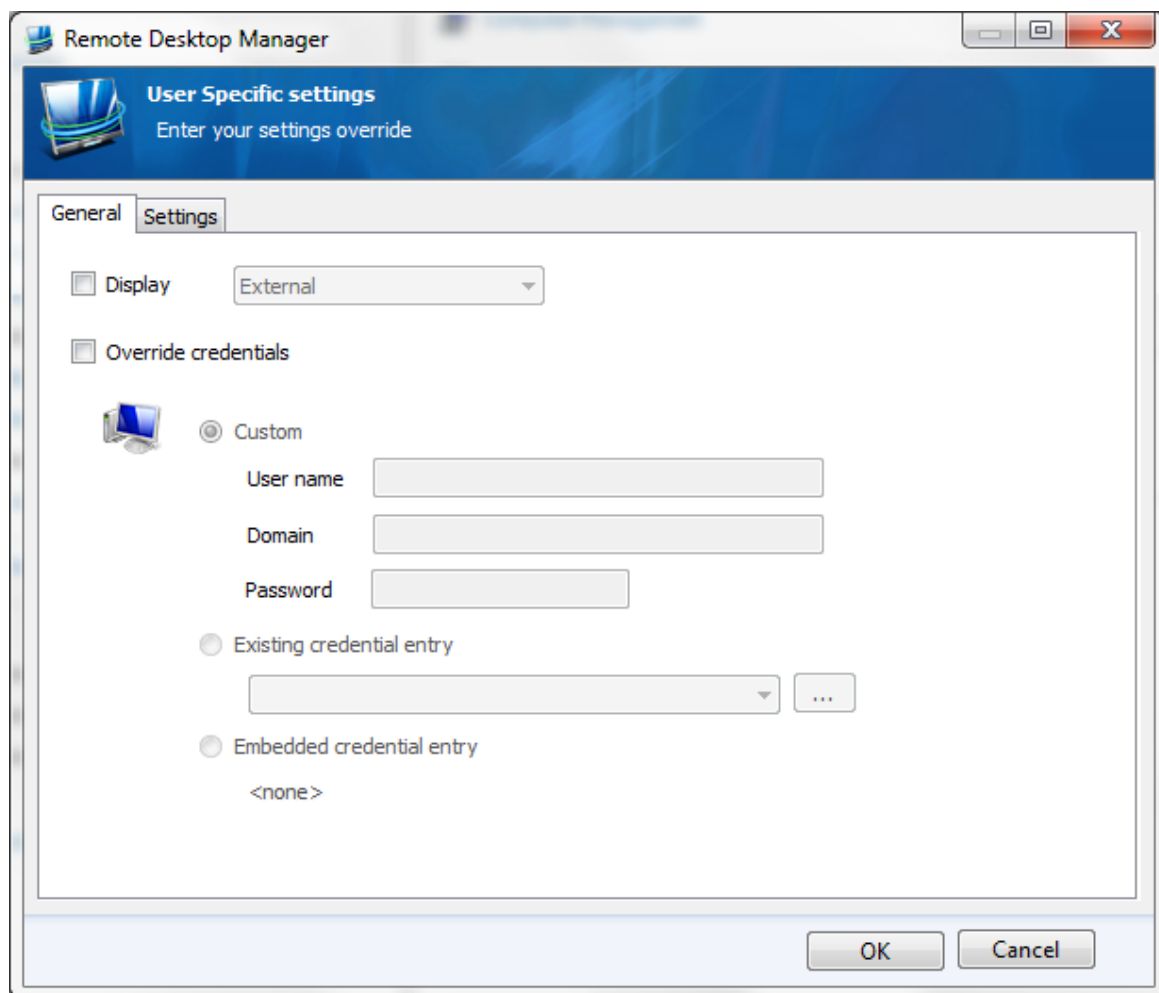 Remote Desktop Manager
User Specific settings
Enter your settings override
General Settings
Display External
Override credentials
Custom
User name
Domain
Password
Existing credential entry
...
Embedded credential entry
<none>
OK Cancel